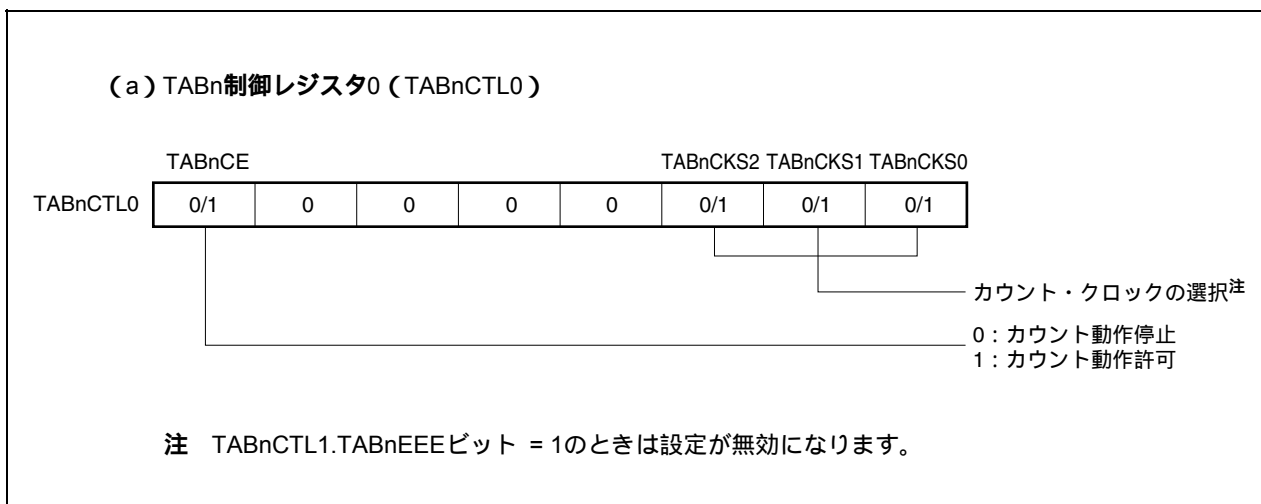 （a）TABn制御レジスタ0（TABnCTL0）
TABnCE TABnCKS2 TABnCKS1 TABnCKS0
TABnCTL0 0/1 0 0 0 0 0/1 0/1 0/1
カウント・クロックの選択注
0：カウント動作停止
1：カウント動作許可
注 TABnCTL1.TABnEEEビット = 1のときは設定が無効になります。